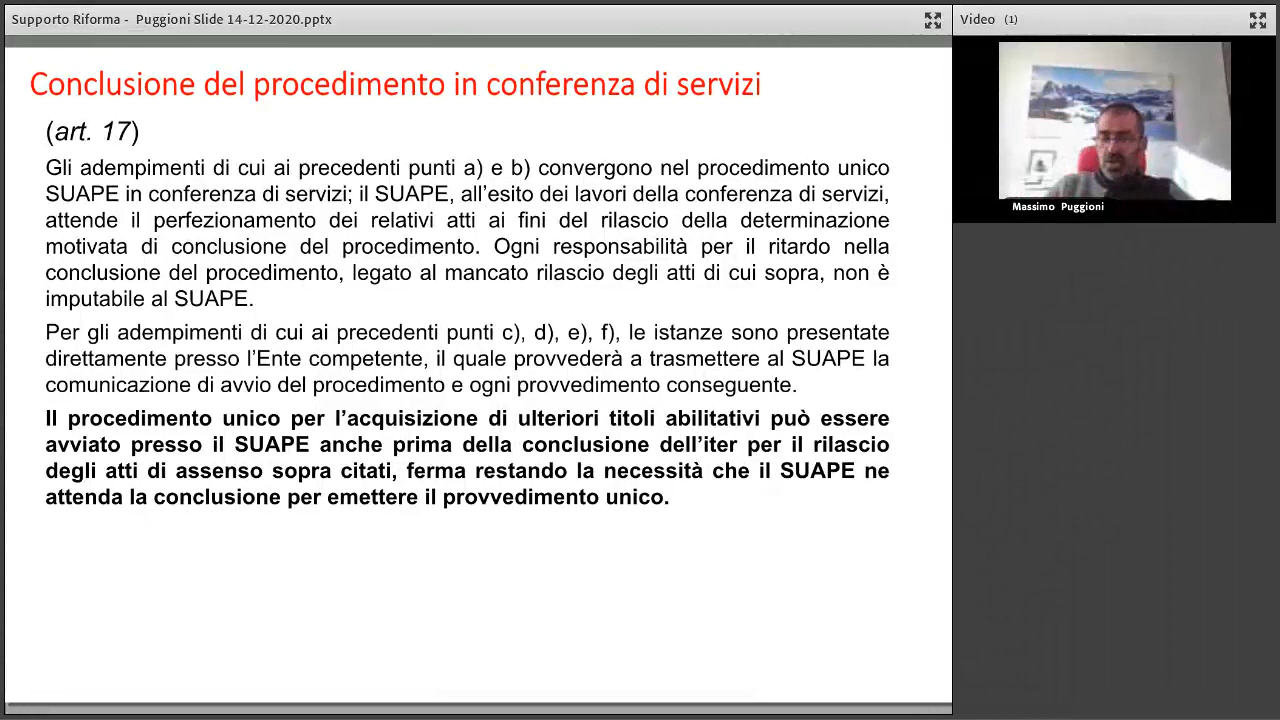 Supporto Riforma - Puggioni Slide 14-12-2020.pptx
Video (1)
Conclusione del procedimento in conferenza di servizi
(art. 17)
Gli adempimenti di cui ai precedenti punti a) e b) convergono nel procedimento unico
SUAPE in conferenza di servizi; il SUAPE, all’esito dei lavori della conferenza di servizi,
attende il perfezionamento dei relativi atti ai fini del rilascio della determinazione
motivata di conclusione del procedimento. Ogni responsabilità per il ritardo nella
conclusione del procedimento, legato al mancato rilascio degli atti di cui sopra, non è
imputabile al SUAPE.
Per gli adempimenti di cui ai precedenti punti c), d), e), f), le istanze sono presentate
direttamente presso l’Ente competente, il quale provvederà a trasmettere al SUAPE la
comunicazione di avvio del procedimento e ogni provvedimento conseguente.
Il procedimento unico per l’acquisizione di ulteriori titoli abilitativi può essere
avviato presso il SUAPE anche prima della conclusione dell’iter per il rilascio
degli atti di assenso sopra citati, ferma restando la necessità che il SUAPE ne
attenda la conclusione per emettere il provvedimento unico.
Massimo Puggioni